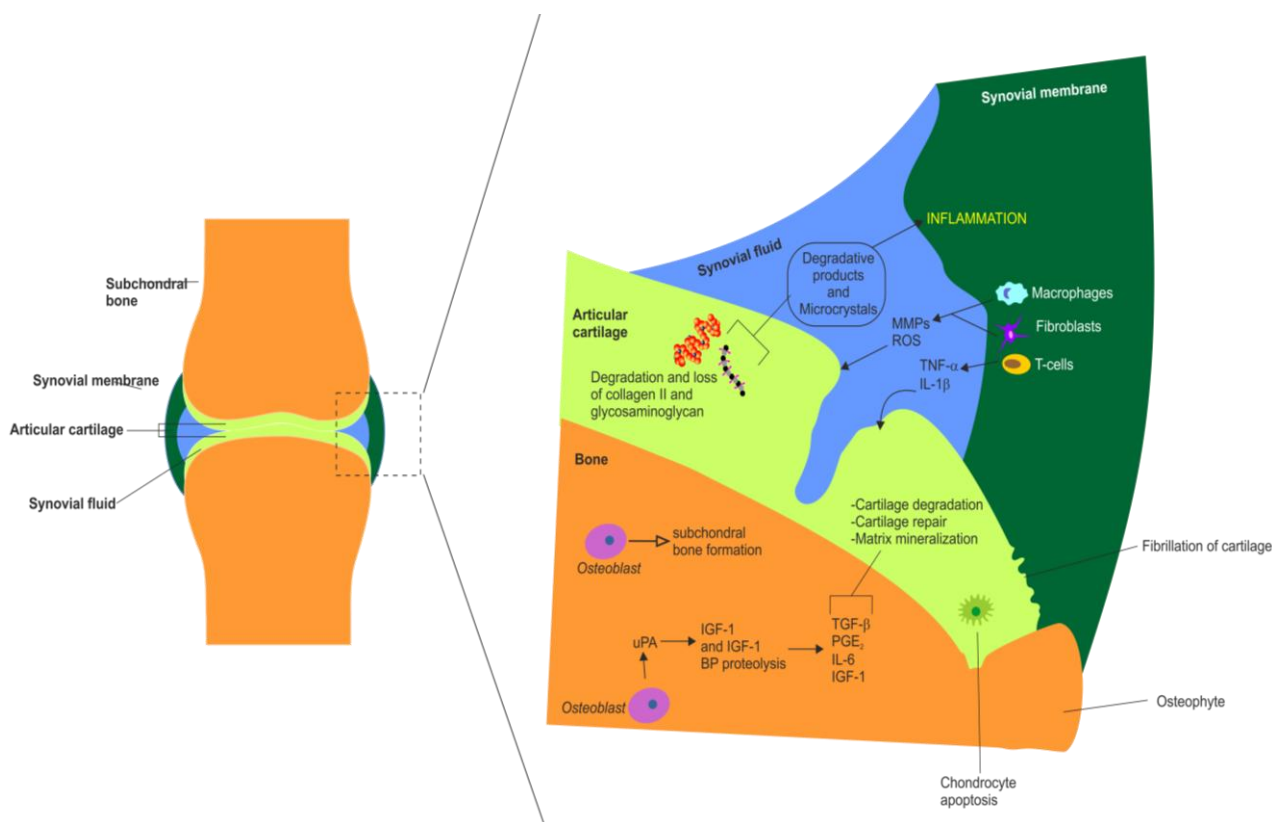 Subchondral
bone
Synovial membrane
Articular cartilage
Synovial fluid
Synovial membrane
INFLAMMATION
Synovial fluid
Degradative
products
and
Microcrystals
Macrophages
Fibroblasts
T-cells
MMPs
ROS
TNF-α
IL-1β
Articular
cartilage
Degradation and loss
of collagen II and
glycosaminoglycan
Bone
-Cartilage degradation
-Cartilage repair
-Matrix mineralization
Fibrillation of cartilage
subchondral
bone formation
Osteoblast
uPA
IGF-1
and IGF-1
BP proteolysis
TGF-β
PGE₂
IL-6
IGF-1
Osteoblast
Osteophyte
Chondrocyte
apoptosis